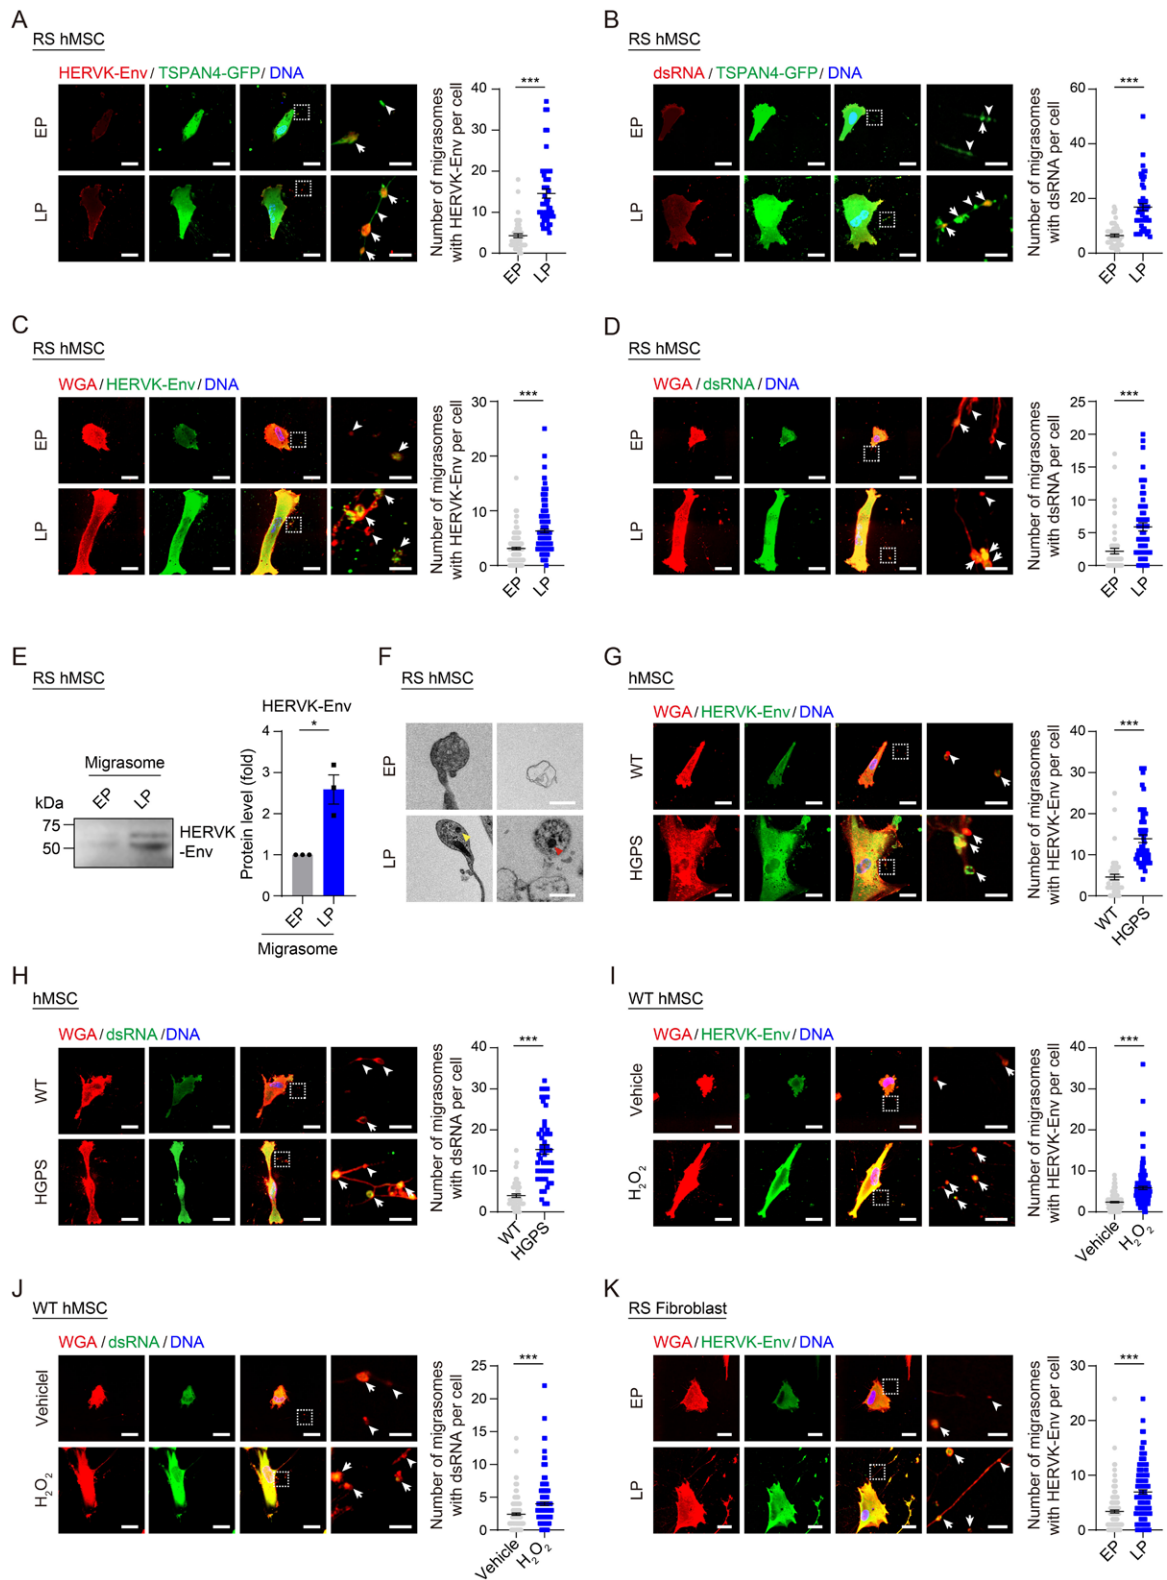 A
RS hMSC
HERVK-Env / TSPAN4-GFP/ DNA
EP
LP
Number of migrasomes
with HERVK-Env per cell
40
30
20
10
0
***
EP
LP
B
RS hMSC
dsRNA / TSPAN4-GFP/ DNA
EP
LP
Number of migrasomes
with dsRNA per cell
60
40
20
0
***
EP
LP
C
RS hMSC
WGA / HERVK-Env / DNA
EP
LP
Number of migrasomes
with HERVK-Env per cell
30
20
10
0
***
EP
LP
D
RS hMSC
WGA / dsRNA / DNA
EP
LP
Number of migrasomes
with dsRNA per cell
25
20
15
10
5
0
***
EP
LP
E
RS hMSC
Migrasome
kDa
EP
LP
75
50
HERVK
-Env
HERVK-Env
Protein level (fold)
4
3
2
1
0
*
EP
LP
Migrasome
F
RS hMSC
EP
LP
G
hMSC
WGA / HERVK-Env / DNA
WT
HGPS
Number of migrasomes
with HERVK-Env per cell
40
30
20
10
0
***
WT
HGPS
H
hMSC
WGA / dsRNA /DNA
WT
HGPS
Number of migrasomes
with dsRNA per cell
40
30
20
10
0
***
WT
HGPS
I
WT hMSC
WGA / HERVK-Env / DNA
Vehicle
H2O2
Number of migrasomes
with HERVK-Env per cell
40
30
20
10
0
***
Vehicle
H2O2
J
WT hMSC
WGA / dsRNA / DNA
Vehiclel
H2O2
Number of migrasomes
with dsRNA per cell
25
20
15
10
5
0
***
Vehicle
H2O2
K
RS Fibroblast
WGA / HERVK-Env / DNA
EP
LP
Number of migrasomes
with HERVK-Env per cell
30
20
10
0
***
EP
LP